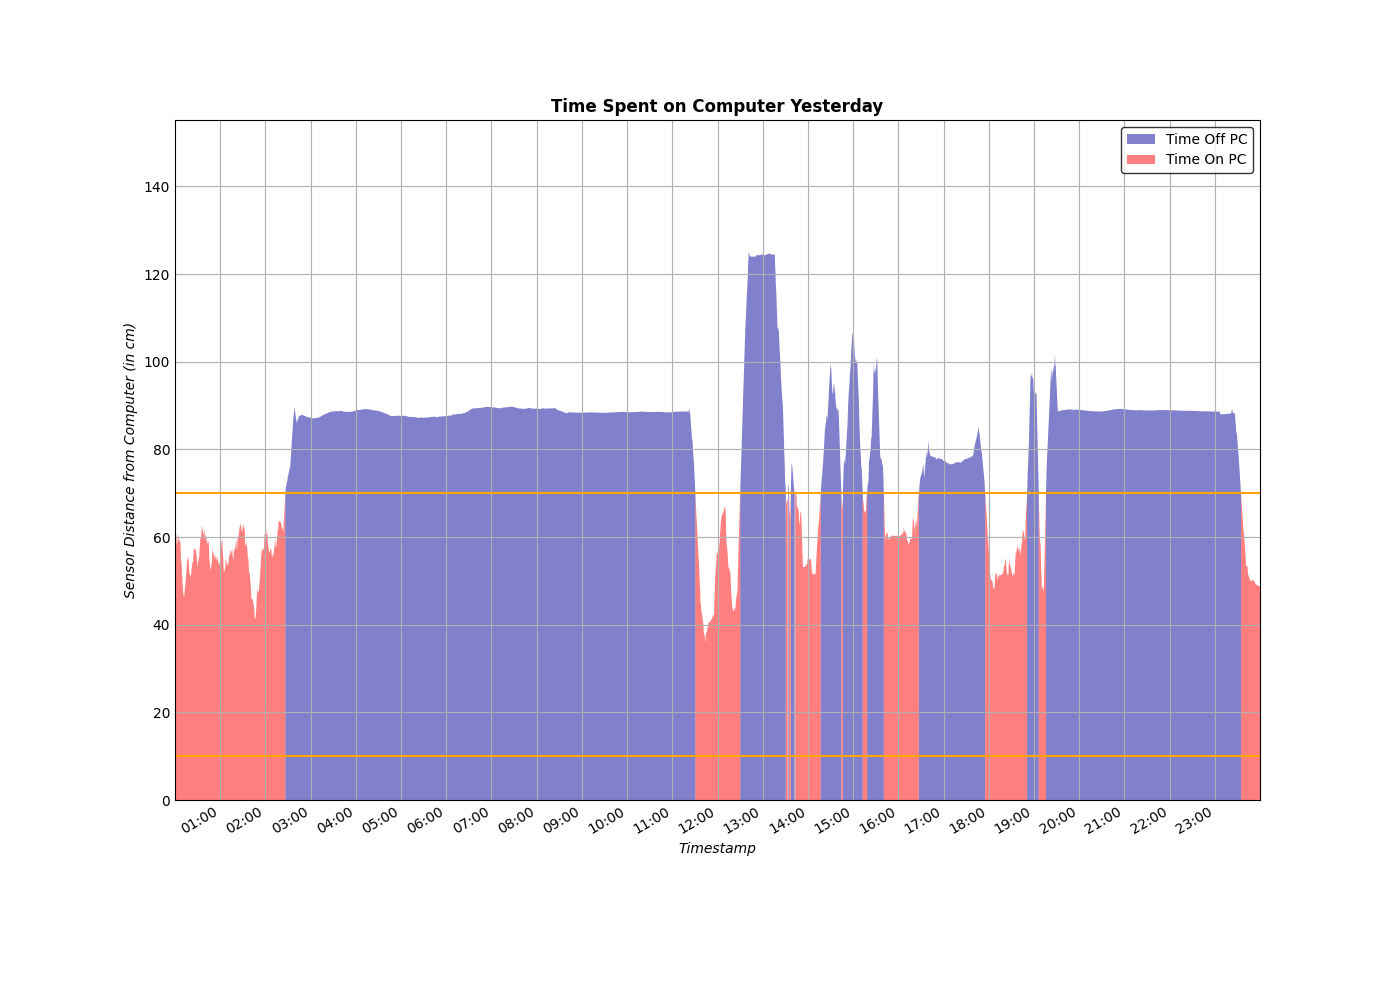 Time Spent on Computer Yesterday
Time Off PC
Time On PC
140
120
100
80
60
40
20
0
Sensor Distance from Computer (in cm)
01:00 02:00 03:00 04:00 05:00 06:00 07:00 08:00 09:00 10:00 11:00 12:00 13:00 14:00 15:00 16:00 17:00 18:00 19:00 20:00 21:00 22:00 23:00
Timestamp